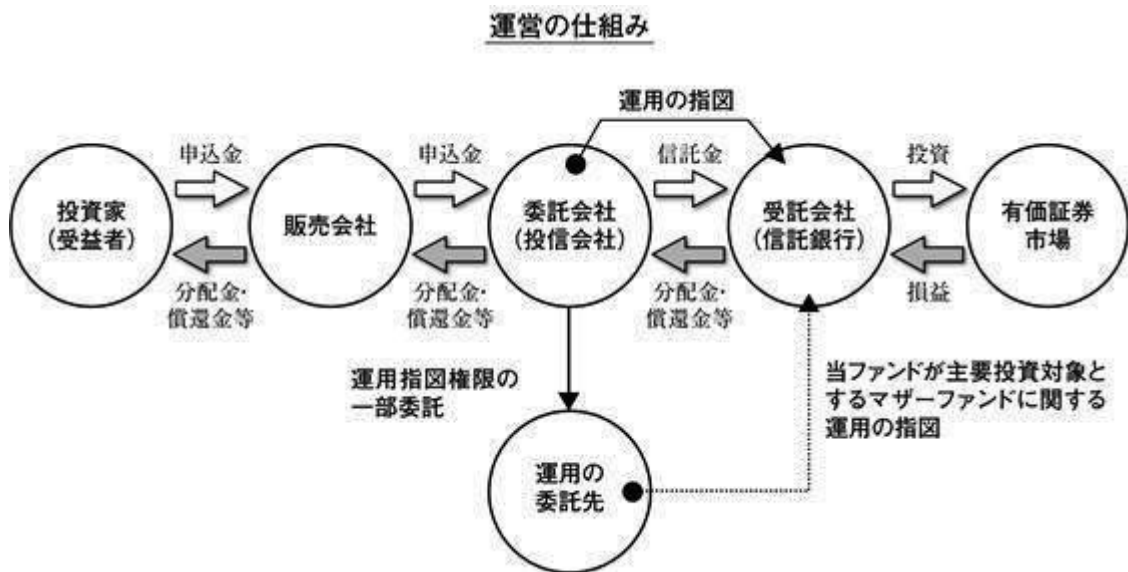 運営の仕組み
運用の指図
申込金
申込金
信託金
投資
投資家
(受益者)
販売会社
委託会社
(投信会社)
受託会社
(信託銀行)
有価証券
市場
分配金・
償還金等
分配金・
償還金等
分配金・
償還金等
損益
運用指図権限の
一部委託
当ファンドが主要投資対象と
するマザーファンドに関する
運用の指図
運用の
委託先